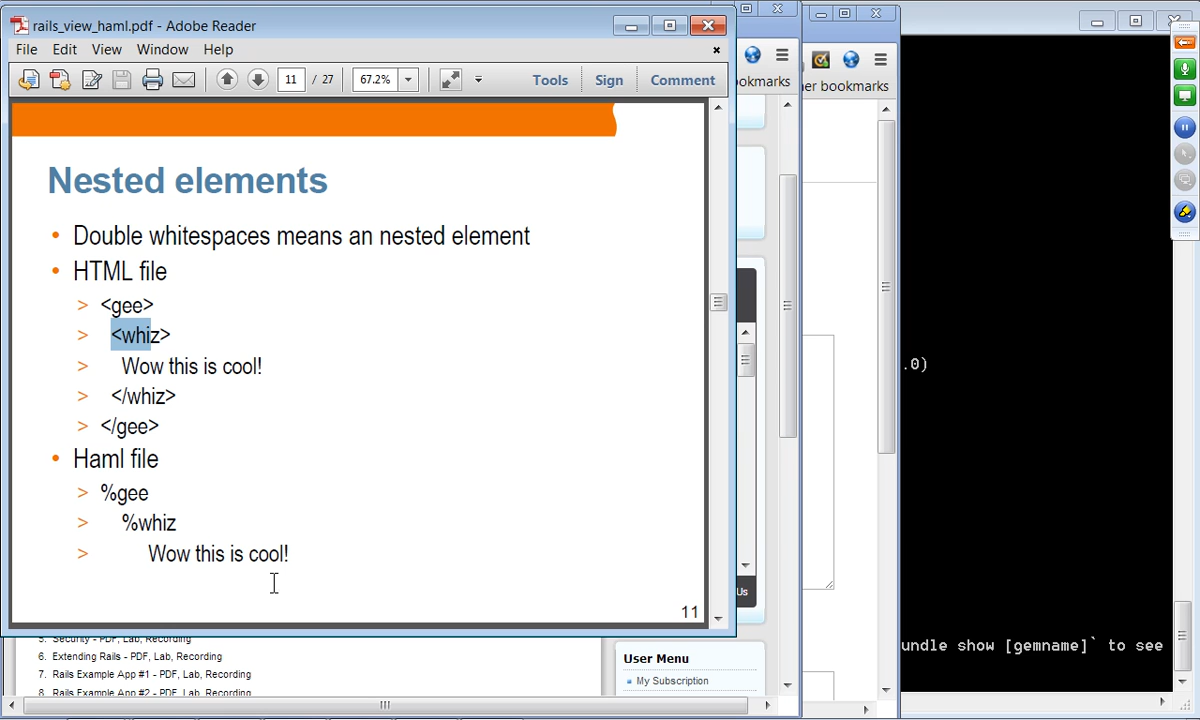 rails_view_haml.pdf - Adobe Reader
File Edit View Window Help
11 / 27 67.2% Tools Sign Comment
Nested elements
• Double whitespaces means an nested element
• HTML file
> <gee>
> <whiz>
> Wow this is cool!
> </whiz>
> </gee>
• Haml file
> %gee
> %whiz
> Wow this is cool!
11
ookmarks
er bookmarks
.0)
Us
undle show [gemname]` to see
5. Security - PDF, Lab, Recording
6. Extending Rails - PDF, Lab, Recording
7. Rails Example App #1 - PDF, Lab, Recording
8. Rails Example App #2 - PDF, Lab, Recording
User Menu
My Subscription